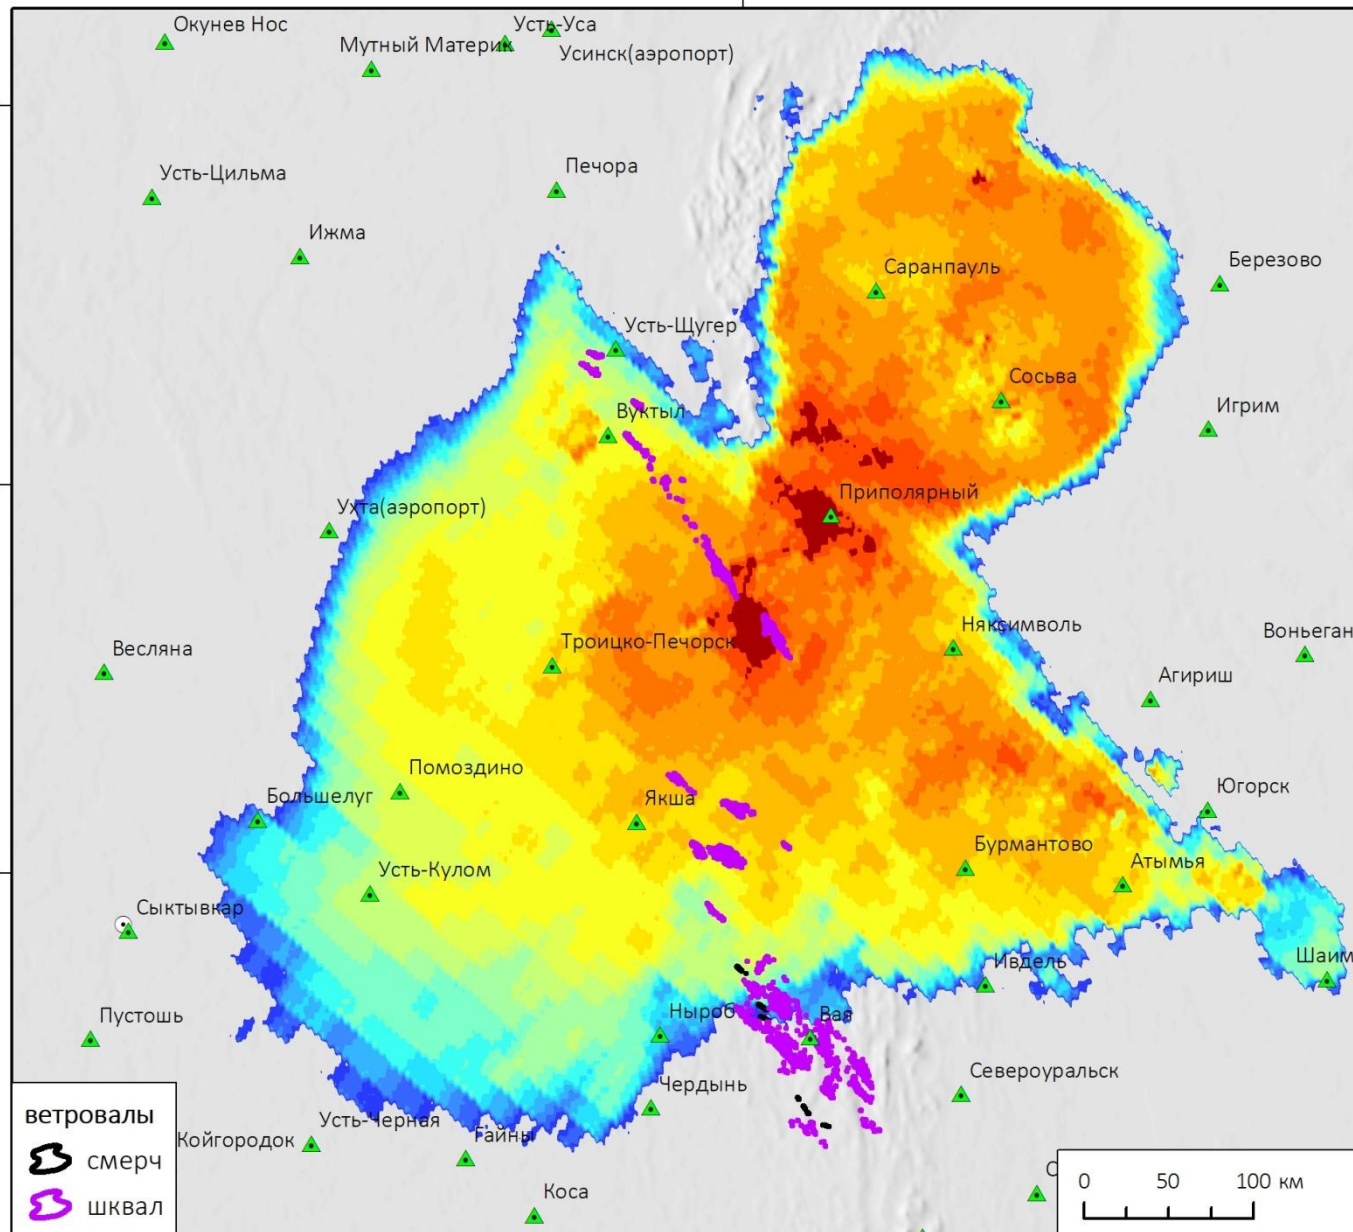 Окунев Нос
Усть-Уса
Мутный Материк
Усинск(аэропорт)
Печора
Усть-Цильма
Ижма
Березово
Саранпауль
Усть-Щугер
Сосьва
Игрим
Вуктыл
Приполярный
Ухта(аэропорт)
Няксимволь
Воньеган
Весляна
Троицко-Печорск
Агириш
Помоздино
Югорск
Большелуг
Якша
Бурмантово
Атымья
Усть-Кулом
Сыктывкар
Ивдель
Шаим
Пустошь
Ныроб
Вая
Североуральск
Чердынь
ветровалы
Усть-Черная
Койгородок
Гайны
смерч
шквал
Коса
С
0 50 100 км